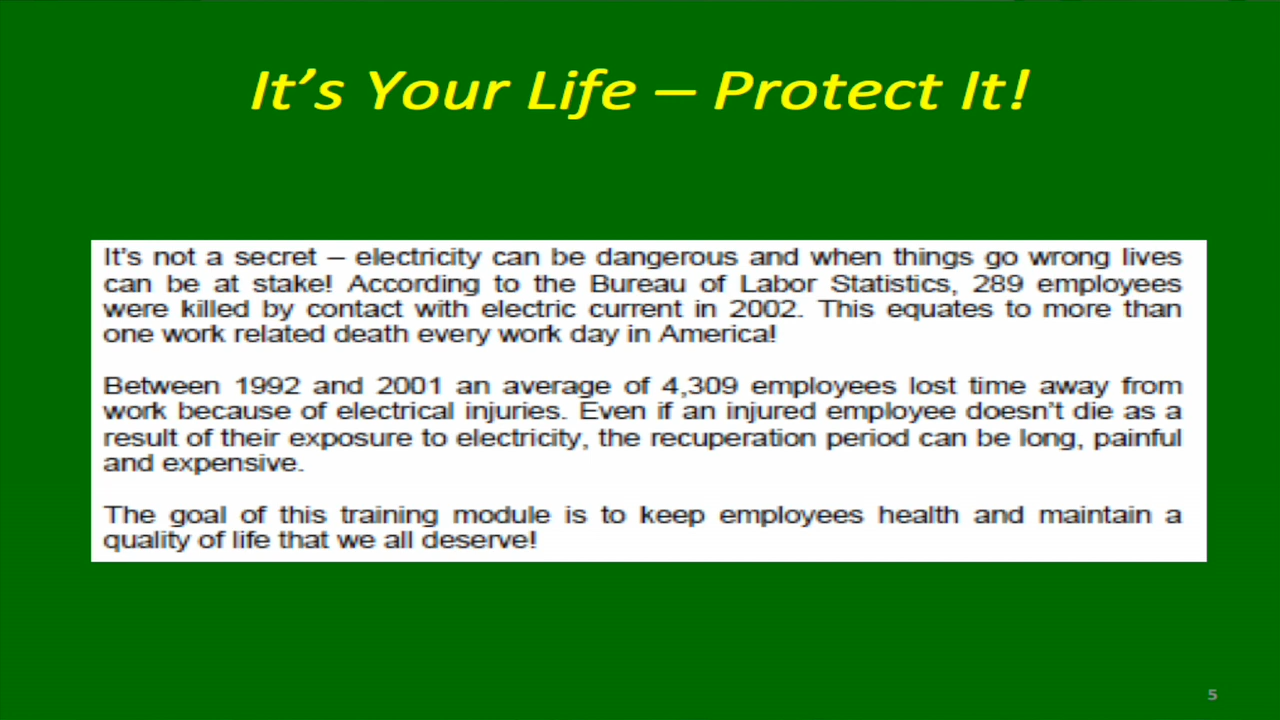 It’s Your Life – Protect It!
It’s not a secret – electricity can be dangerous and when things go wrong lives
can be at stake! According to the Bureau of Labor Statistics, 289 employees
were killed by contact with electric current in 2002. This equates to more than
one work related death every work day in America!
Between 1992 and 2001 an average of 4,309 employees lost time away from
work because of electrical injuries. Even if an injured employee doesn’t die as a
result of their exposure to electricity, the recuperation period can be long, painful
and expensive.
The goal of this training module is to keep employees health and maintain a
quality of life that we all deserve!
5